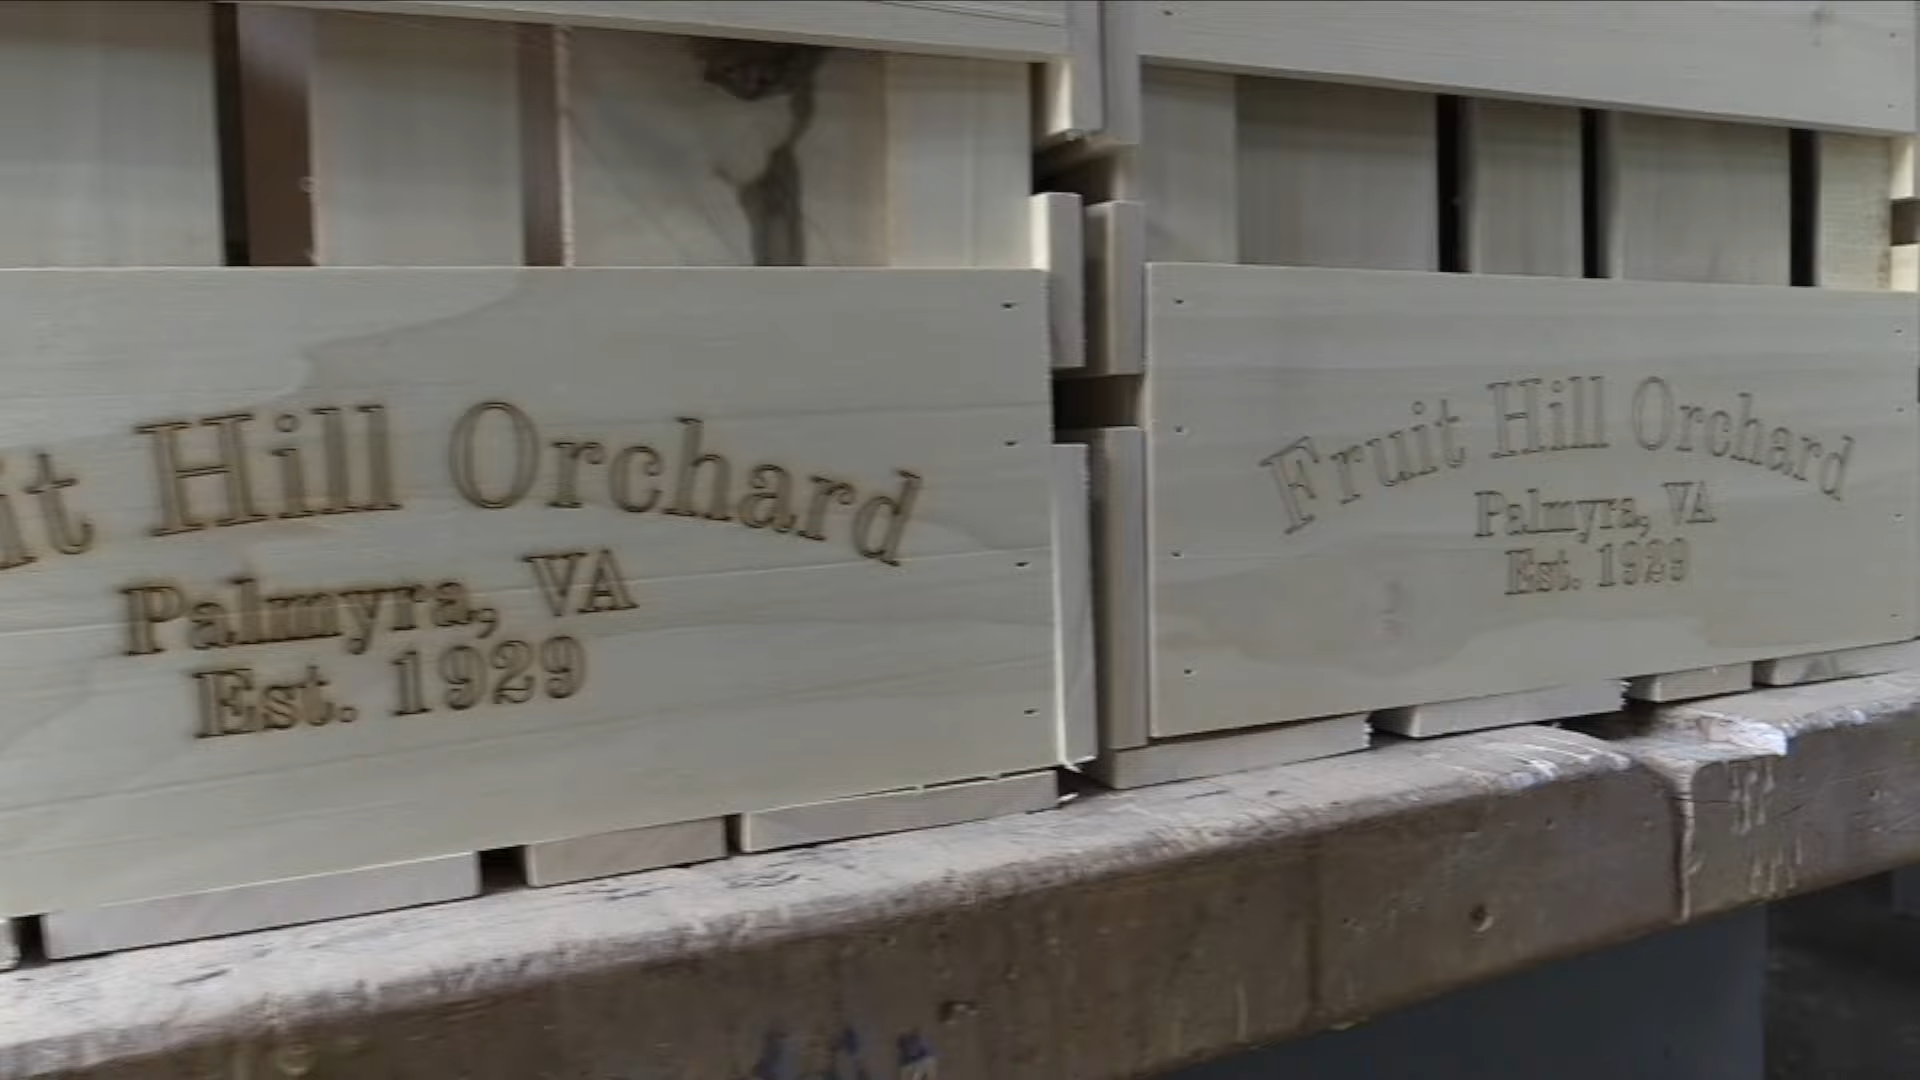 it Hill Orchard
Palmyra, VA
Est. 1929
Fruit Hill Orchard
Palmyra, VA
Est. 1929